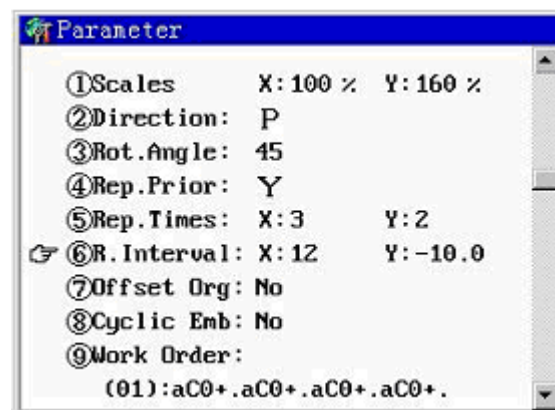 Parameter
①Scales X:100 % Y:160 %
②Direction: P
③Rot.Angle: 45
④Rep.Prior: Y
⑤Rep.Times: X:3 Y:2
⑥R.Interval: X:12 Y:-10.0
⑦Offset Org: No
⑧Cyclic Emb: No
⑨Work Order:
(01):aC0+.aC0+.aC0+.aC0+.